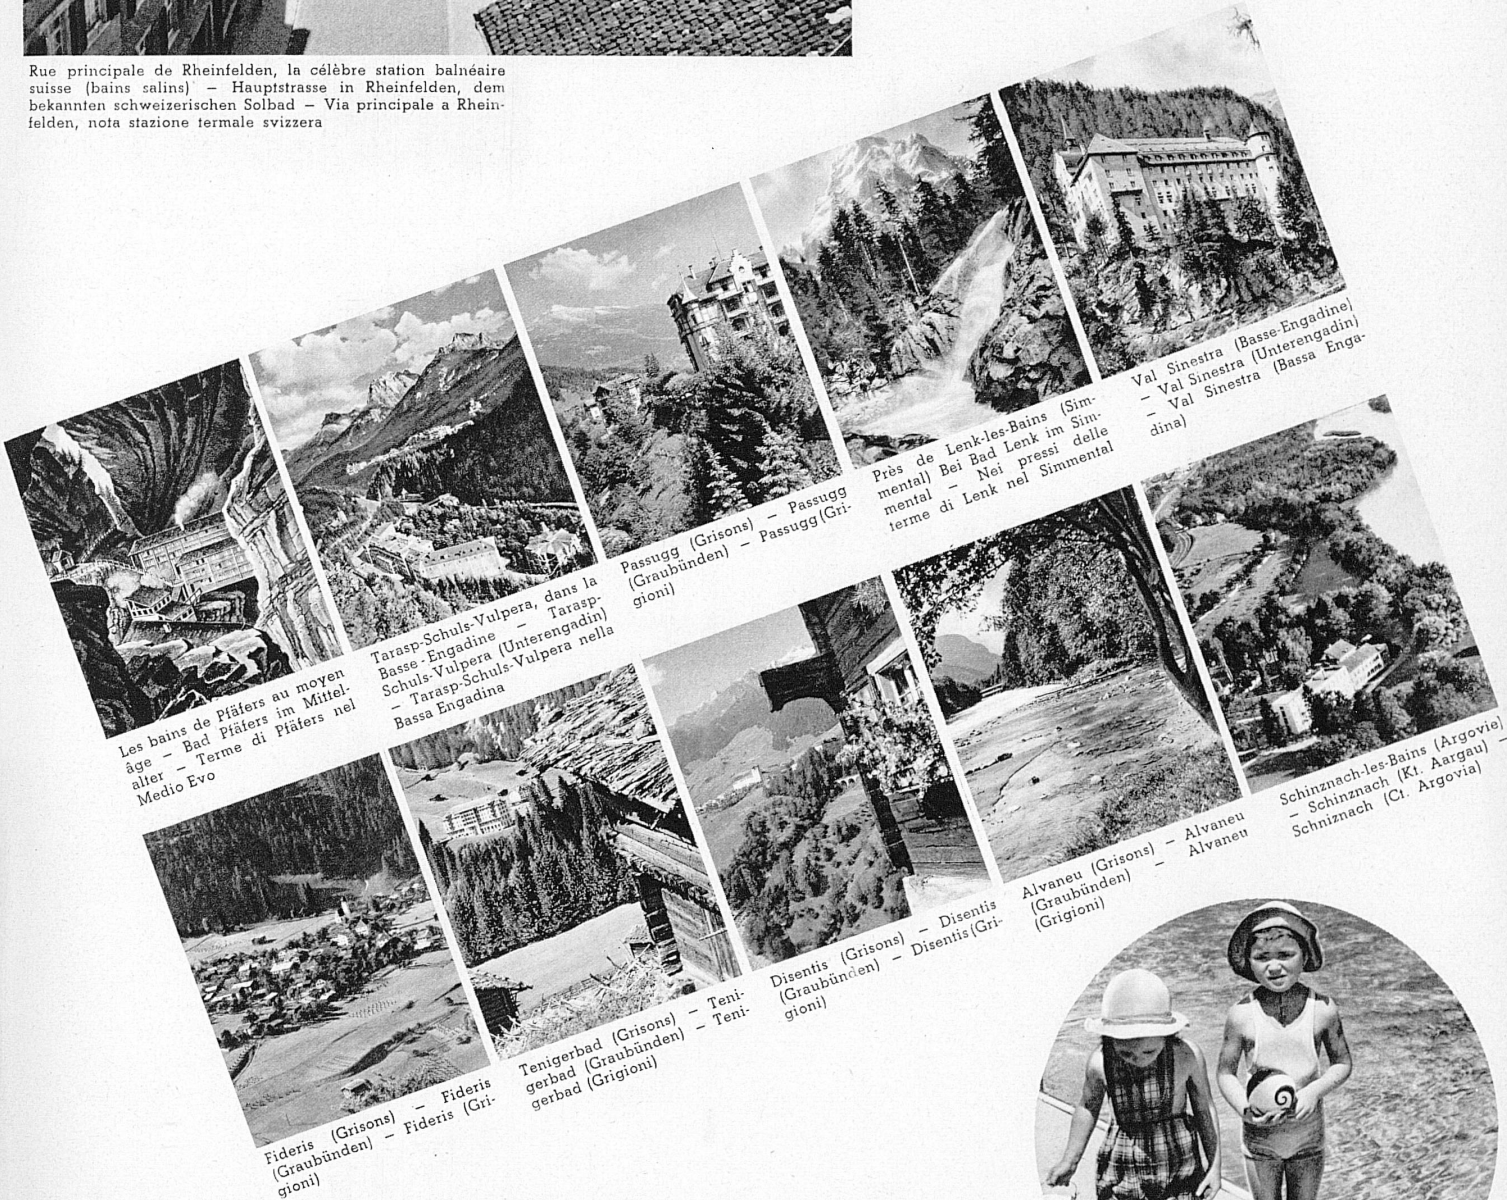 Rue principale de Rheinfelden, la célèbre station balnéaire
suisse (bains salins) — Hauptstrasse in Rheinfelden, dem
bekannten schweizerischen Solbad — Via principale a Rhein-
felden, nota stazione termale svizzera
Les bains de Pfäfers au moyen
âge — Bad Pfäfers im Mittel-
alter — Terme di Pfäfers nel
Medio Evo
Tarasp-Schuls-Vulpera, dans la
Basse-Engadine — Tarasp-
Schuls-Vulpera (Unterengadin)
— Tarasp-Schuls-Vulpera nella
Bassa Engadina
Passugg (Grisons) — Passugg
(Graubünden) — Passugg (Gri-
gioni)
Près de Lenk-les-Bains (Sim-
mental) Bei Bad Lenk im Sim-
mental — Nei pressi delle
terme di Lenk nel Simmental
Val Sinestra (Basse-Engadine)
— Val Sinestra (Unterengadin)
— Val Sinestra (Bassa Enga-
dina)
Fideris (Grisons) — Fideris
(Graubünden) — Fideris (Gri-
gioni)
Tenigerbad (Grisons) — Teni-
gerbad (Graubünden) — Teni-
gerbad (Grigioni)
Disentis (Grisons) — Disentis
(Graubünden) — Disentis (Gri-
gioni)
Alvaneu (Grisons) — Alvaneu
(Graubünden) — Alvaneu
(Grigioni)
Schinznach-les-Bains (Argovie)
— Schinznach (Kt. Aargau) —
Schniznach (Ct. Argovia)